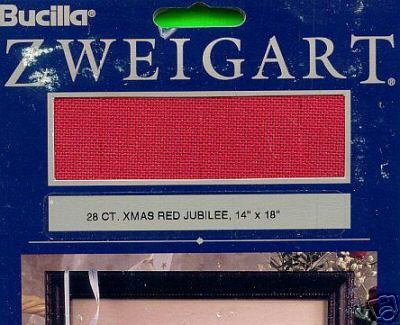 Bucilla®
ZWEIGART®
28 CT. XMAS RED JUBILEE, 14" x 18"